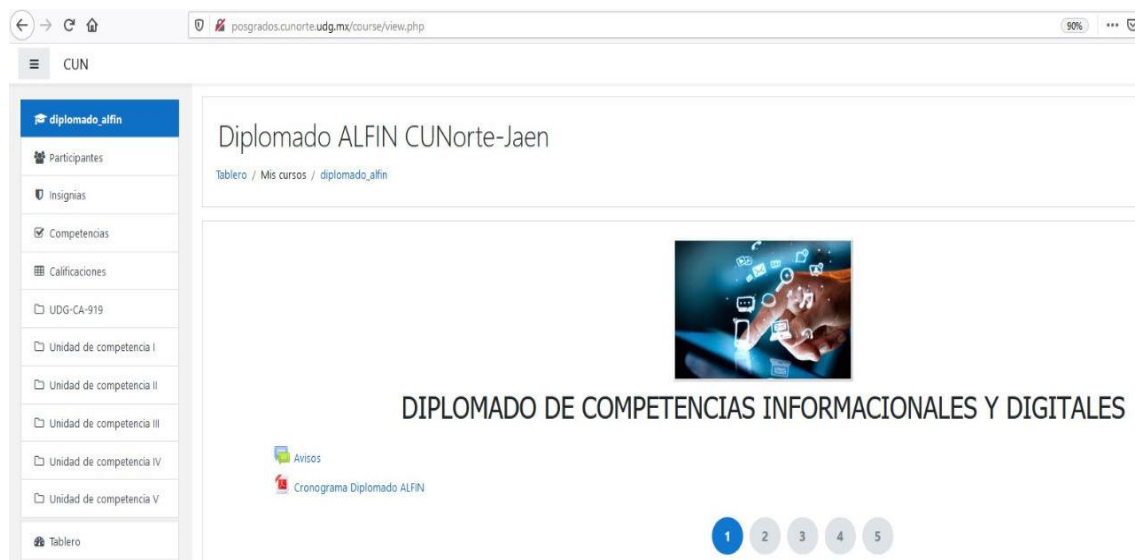 posgrados.cunorte.udg.mx/course/view.php
90%
CUN
diplomado_alfin
Participantes
Insignias
Competencias
Calificaciones
UDG-CA-919
Unidad de competencia I
Unidad de competencia II
Unidad de competencia III
Unidad de competencia IV
Unidad de competencia V
Tablero
Diplomado ALFIN CUNorte-Jaen
Tablero / Mis cursos / diplomado_alfin
DIPLOMADO DE COMPETENCIAS INFORMACIONALES Y DIGITALES
Avisos
Cronograma Diplomado ALFIN
1 2 3 4 5